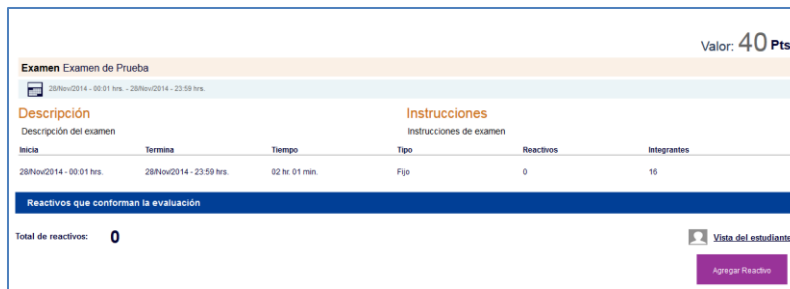 Valor: 40 Pts
Examen Examen de Prueba
28/Nov/2014 - 00:01 hrs. - 28/Nov/2014 - 23:59 hrs.
Descripción Instrucciones
Descripción del examen Instrucciones de examen
Inicia Termina Tiempo Tipo Reactivos Integrantes
28/Nov/2014 - 00:01 hrs. 28/Nov/2014 - 23:59 hrs. 02 hr. 01 min. Fijo 0 16
Reactivos que conforman la evaluación
Total de reactivos: 0 Vista del estudiante
Agregar Reactivo